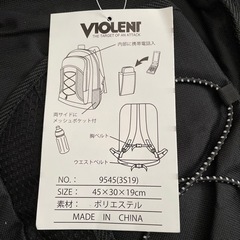 VIOLENT
THE TARGET OF AN ATTACK
内部に携帯電話入
両サイドに
メッシュポケット付
胸ベルト
ウエストベルト
NO. 9545(3S19)
SIZE: 45×30×19cm
素材: ポリエステル
MADE IN CHINA